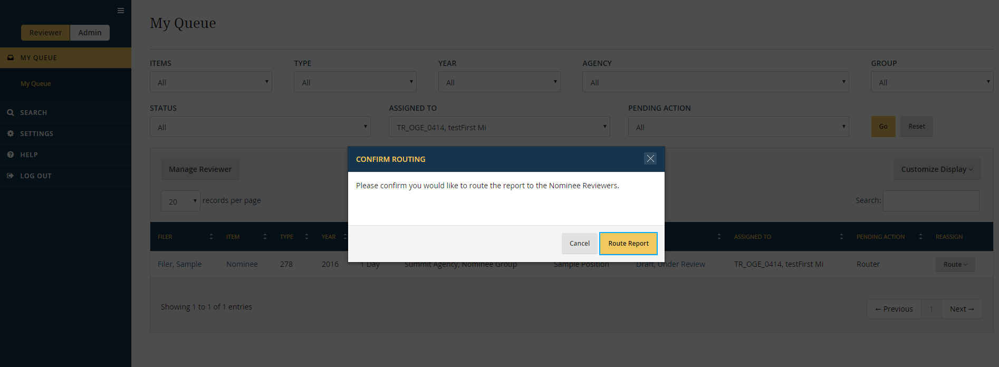 Reviewer Admin
MY QUEUE
My Queue
SEARCH
SETTINGS
HELP
LOG OUT
My Queue
ITEMS TYPE YEAR AGENCY GROUP
All All All All All
STATUS ASSIGNED TO PENDING ACTION
All TR_OGE_0414, testFirst Mi All Go Reset
Manage Reviewer Customize Display
20 records per page Search:
CONFIRM ROUTING
Please confirm you would like to route the report to the Nominee Reviewers.
Cancel Route Report
FILER ITEM TYPE YEAR ASSIGNED TO PENDING ACTION REASSIGN
Filer, Sample Nominee 278 2016 1 Day Summit Agency, Nominee Group Sample Position Draft, Under Review TR_OGE_0414, testFirst Mi Router Route
Showing 1 to 1 of 1 entries
← Previous 1 Next →